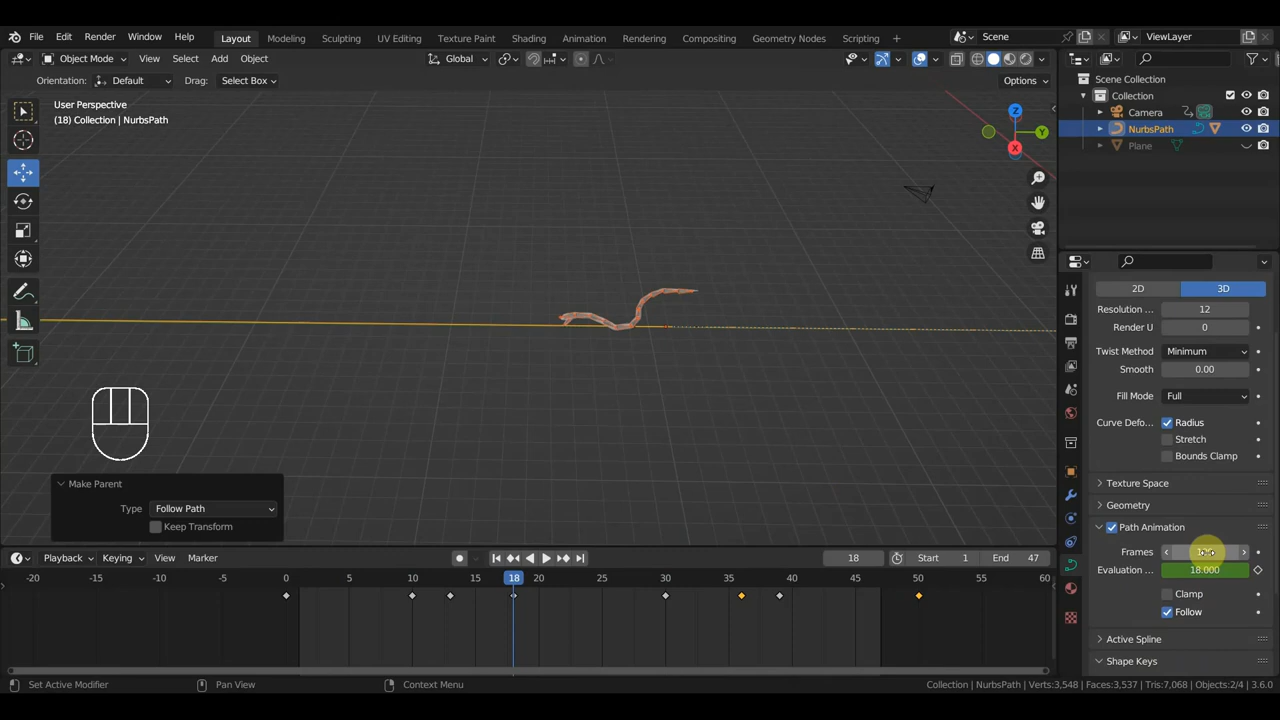 File Edit Render Window Help Layout Modeling Sculpting UV Editing Texture Paint Shading Animation Rendering Compositing Geometry Nodes Scripting + Scene ViewLayer
Object Mode View Select Add Object Global Options
Orientation: Default Drag: Select Box
User Perspective
(18) Collection | NurbsPath
Z
Y
X
Scene Collection
Collection
Camera
NurbsPath
Plane
2D 3D
Resolution ... 12
Render U 0
Twist Method Minimum
Smooth 0.00
Fill Mode Full
Curve Defo... Radius
Stretch
Bounds Clamp
Texture Space
Geometry
Path Animation
Frames
Evaluation ... 18.000
Clamp
Follow
Active Spline
Shape Keys
Make Parent
Type Follow Path
Keep Transform
Playback Keying View Marker 18 Start 1 End 47
-20 -15 -10 -5 0 5 10 15 18 20 25 30 35 40 45 50 55 60
Set Active Modifier Pan View Context Menu Collection | NurbsPath | Verts:3,548 | Faces:3,537 | Tris:7,068 | Objects:2/4 | 3.6.0